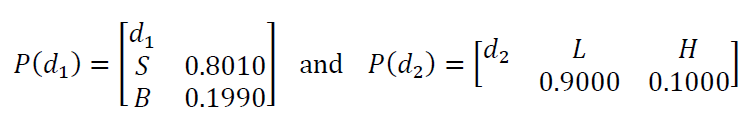 d₁
P(d₁) = [ S 0.8010 ] and P(d₂) = [ d₂ L H
B 0.1990 0.9000 0.1000 ]